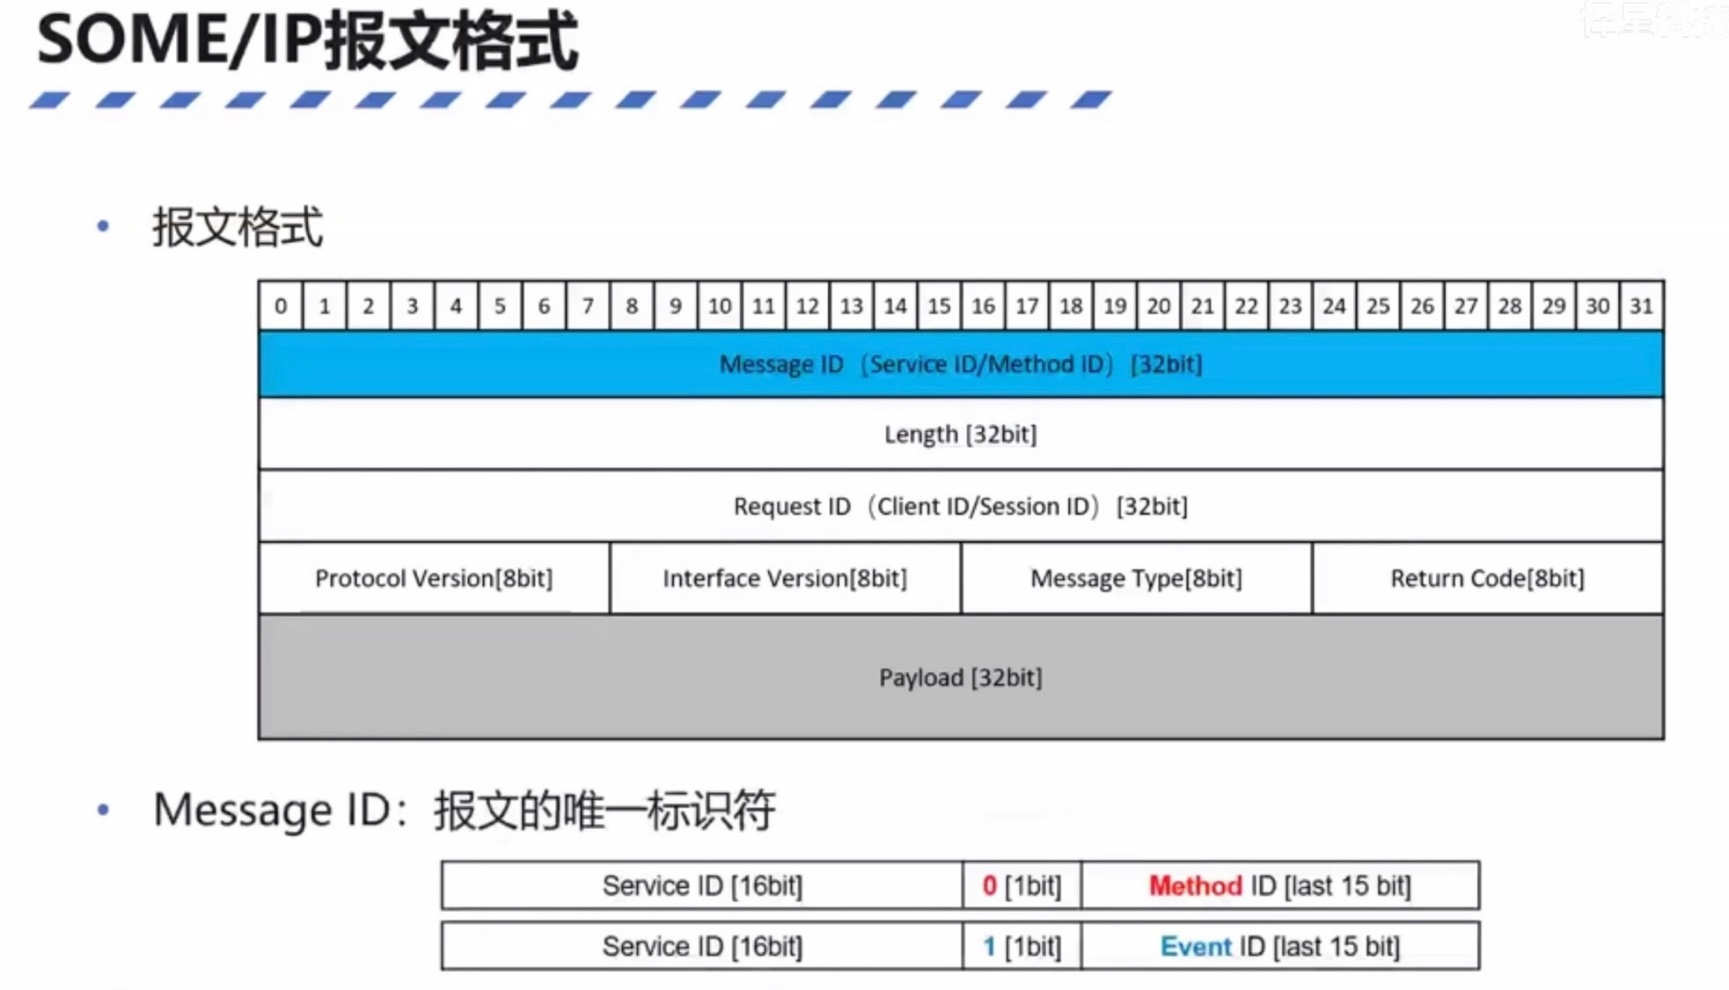 SOME/IP报文格式
• 报文格式
0 1 2 3 4 5 6 7 8 9 10 11 12 13 14 15 16 17 18 19 20 21 22 23 24 25 26 27 28 29 30 31
Message ID（Service ID/Method ID）[32bit]
Length [32bit]
Request ID（Client ID/Session ID）[32bit]
Protocol Version[8bit] Interface Version[8bit] Message Type[8bit] Return Code[8bit]
Payload [32bit]
• Message ID：报文的唯一标识符
Service ID [16bit] 0 [1bit] Method ID [last 15 bit]
Service ID [16bit] 1 [1bit] Event ID [last 15 bit]